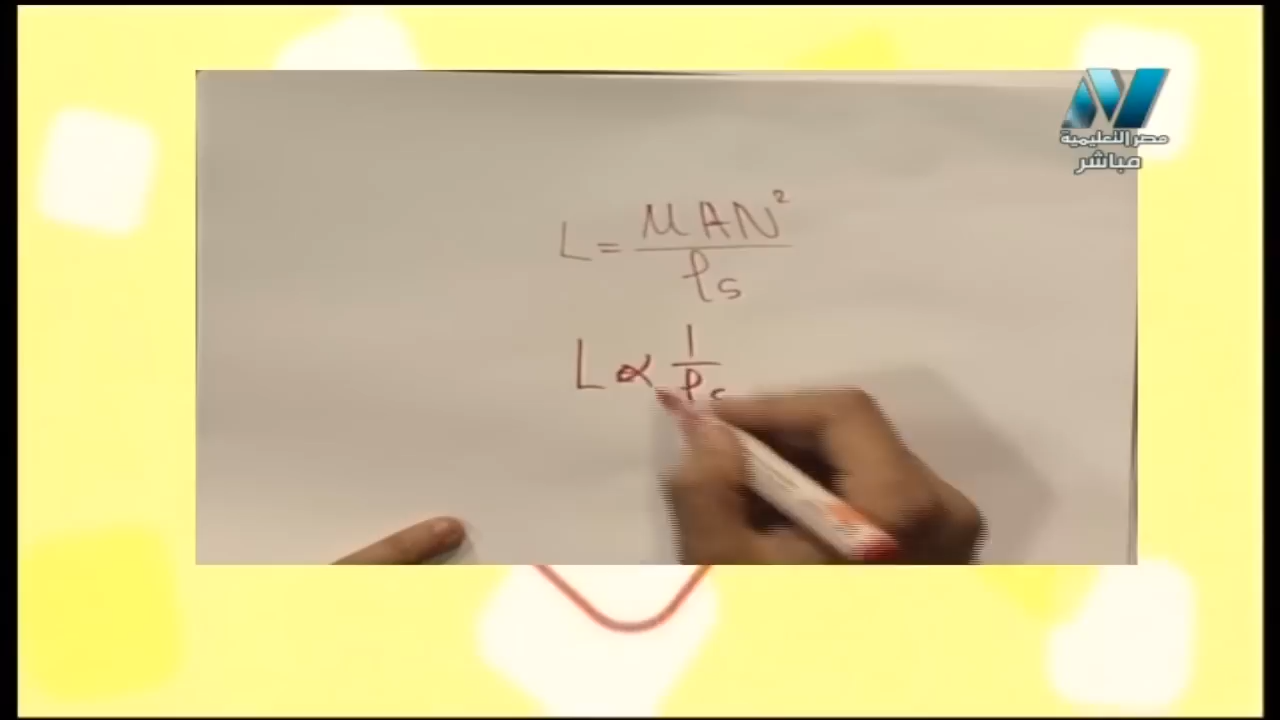 مصر التعليمية
مباشر
L = μAN² / ℓs
L ∝ 1 / ℓs